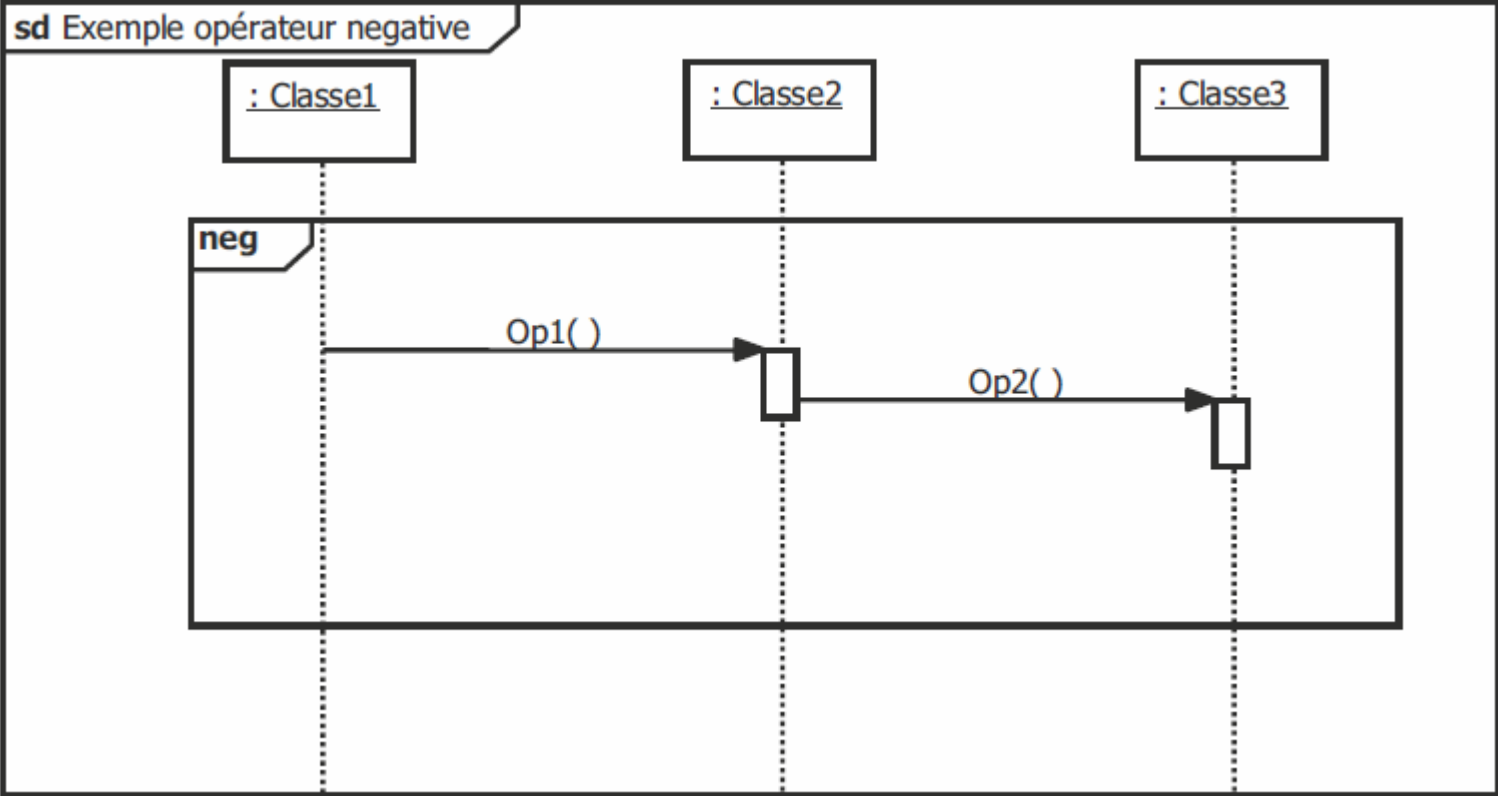 sd Exemple opérateur negative
: Classe1
: Classe2
: Classe3
neg
Op1( )
Op2( )